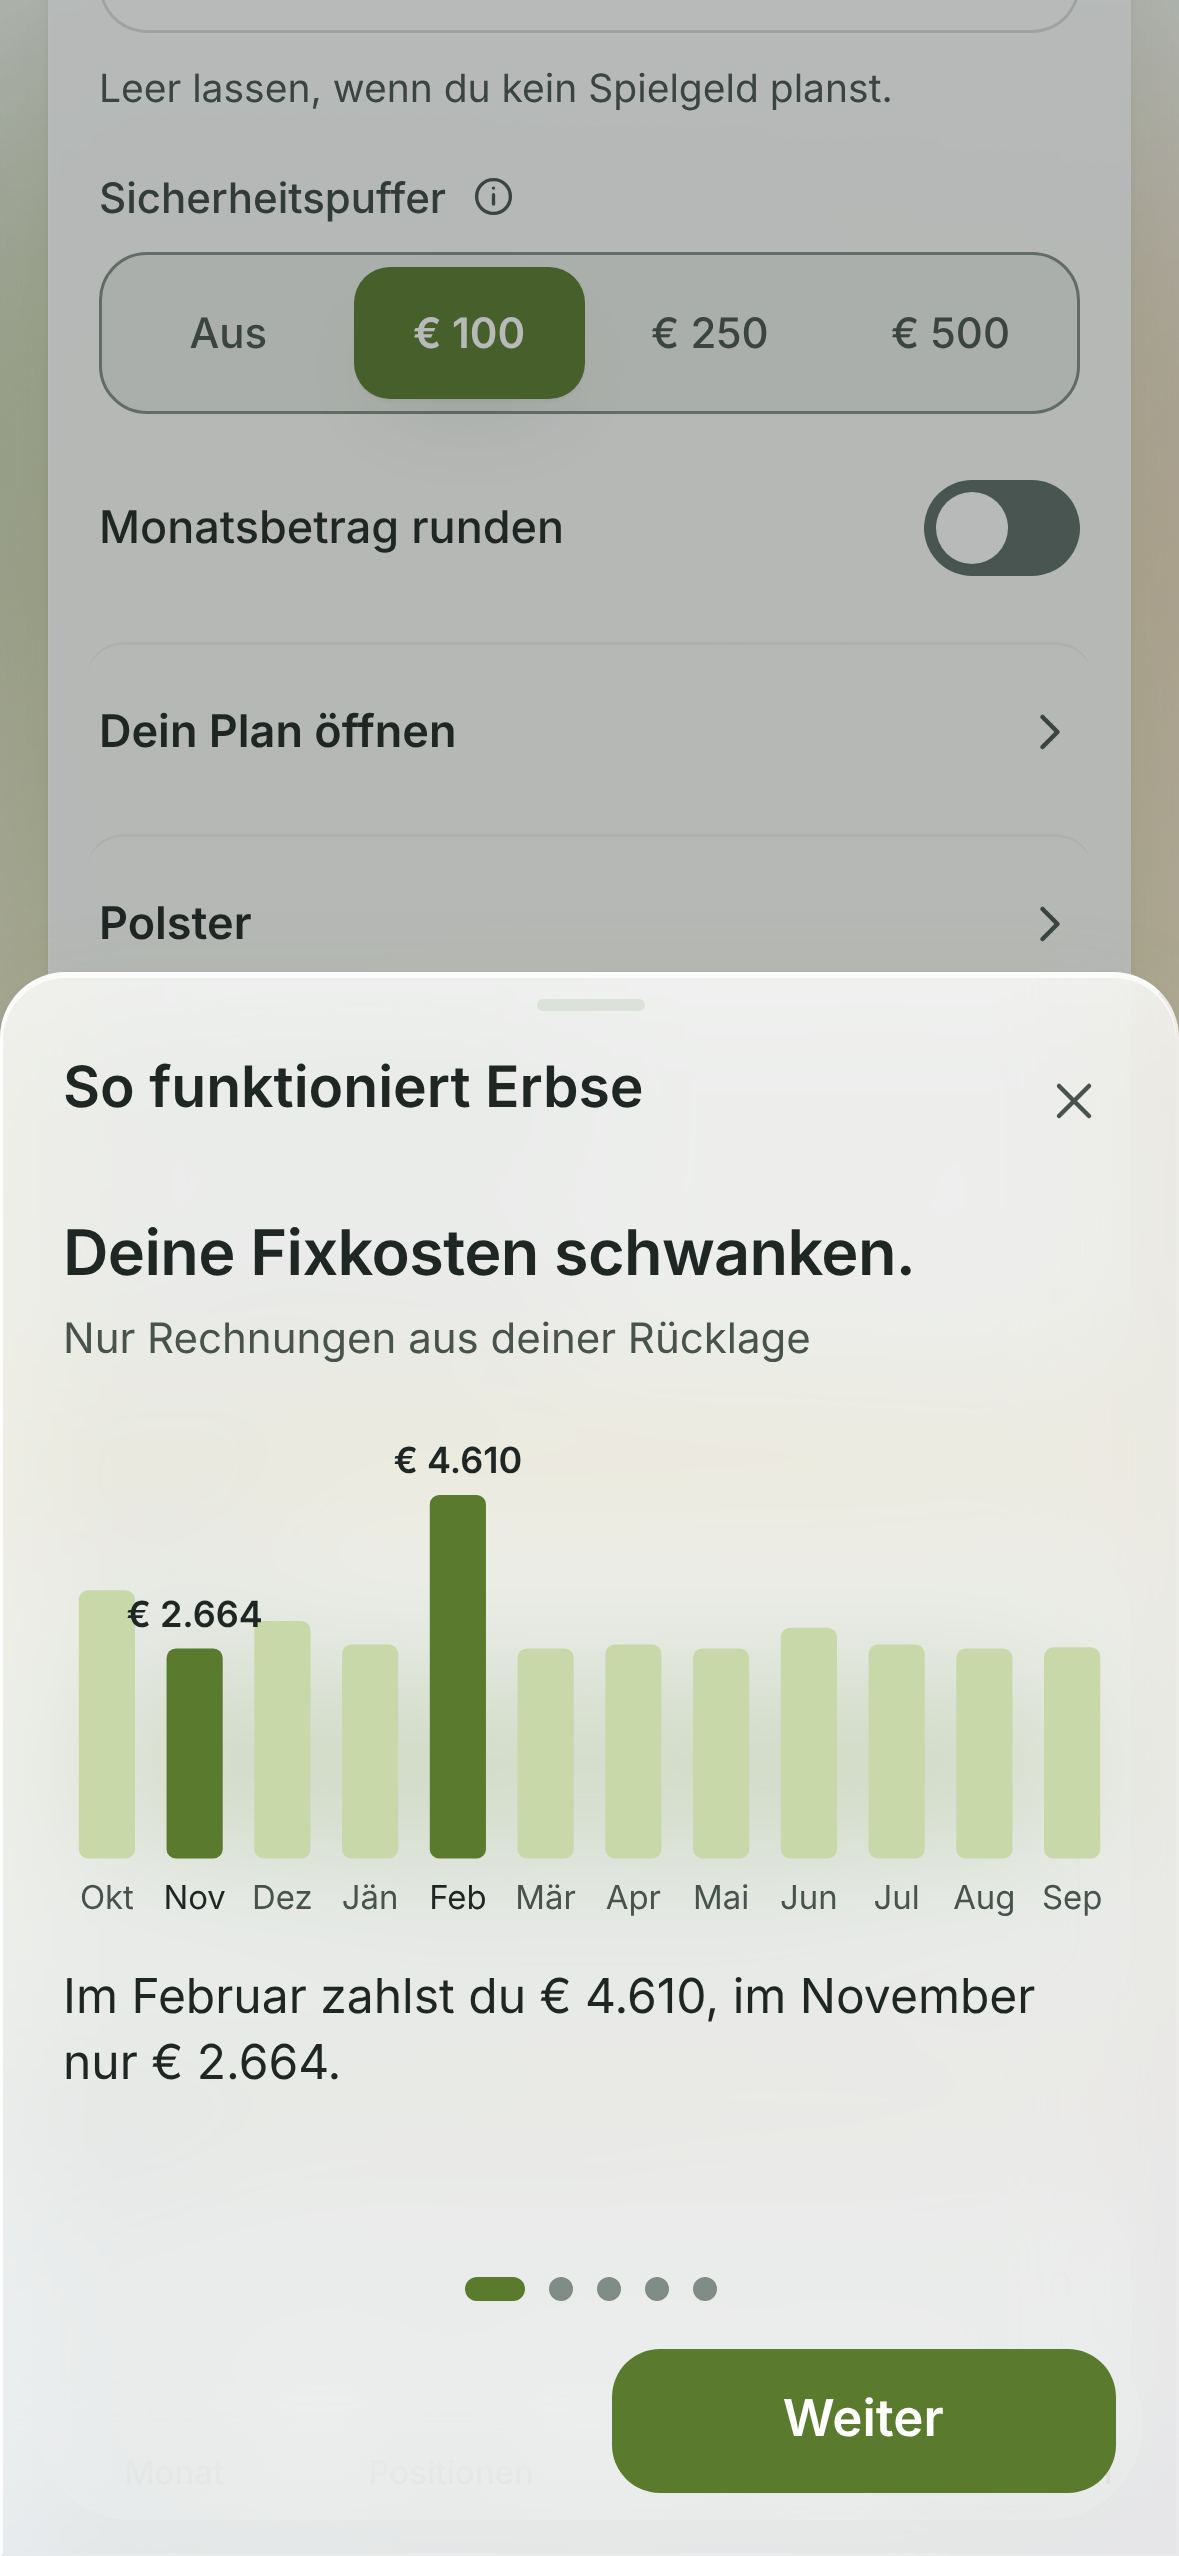 Leer lassen, wenn du kein Spielgeld planst.
Sicherheitspuffer
Aus € 100 € 250 € 500
Monatsbetrag runden
Dein Plan öffnen
Polster
So funktioniert Erbse
Deine Fixkosten schwanken.
Nur Rechnungen aus deiner Rücklage
€ 4.610
€ 2.664
Okt Nov Dez Jän Feb Mär Apr Mai Jun Jul Aug Sep
Im Februar zahlst du € 4.610, im November
nur € 2.664.
Weiter
Monat Positionen